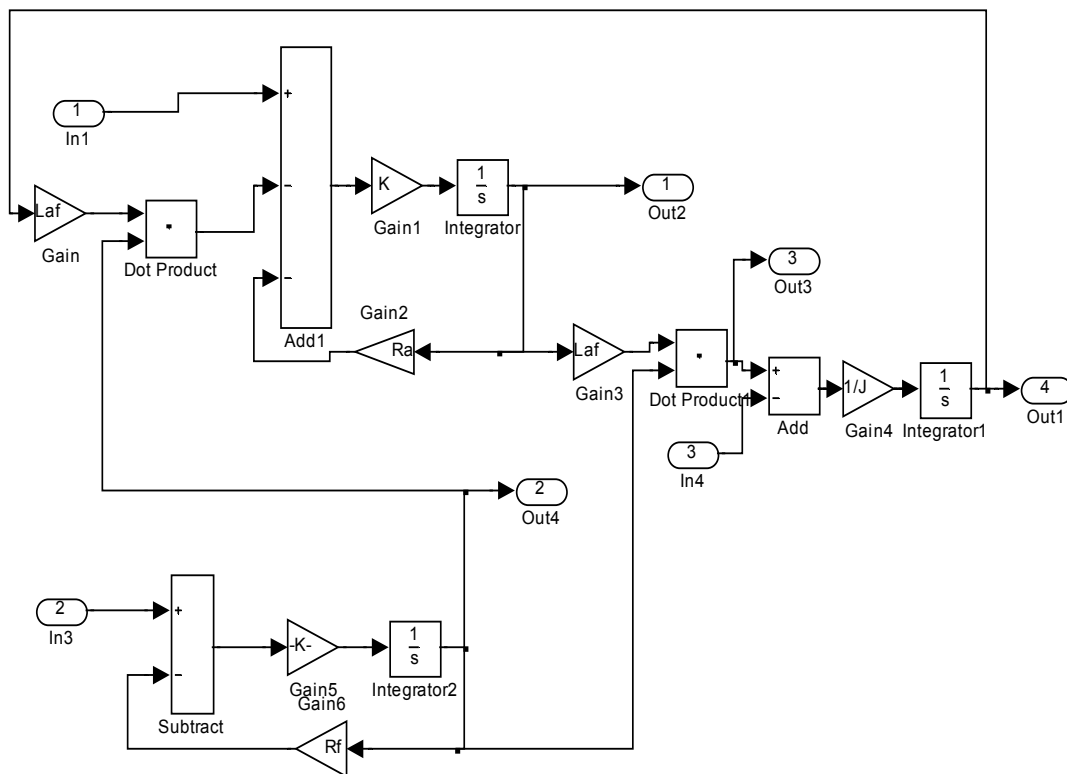 1
In1
+
-
-
Add1
Laf
Gain
Dot Product
K
Gain1
1
s
Integrator
1
Out2
Gain2
Ra
Laf
Gain3
Dot Product1
3
Out3
+
-
Add
3
In4
1/J
Gain4
1
s
Integrator1
4
Out1
2
Out4
2
In3
+
-
Subtract
-K-
Gain5
1
s
Integrator2
Gain6
Rf